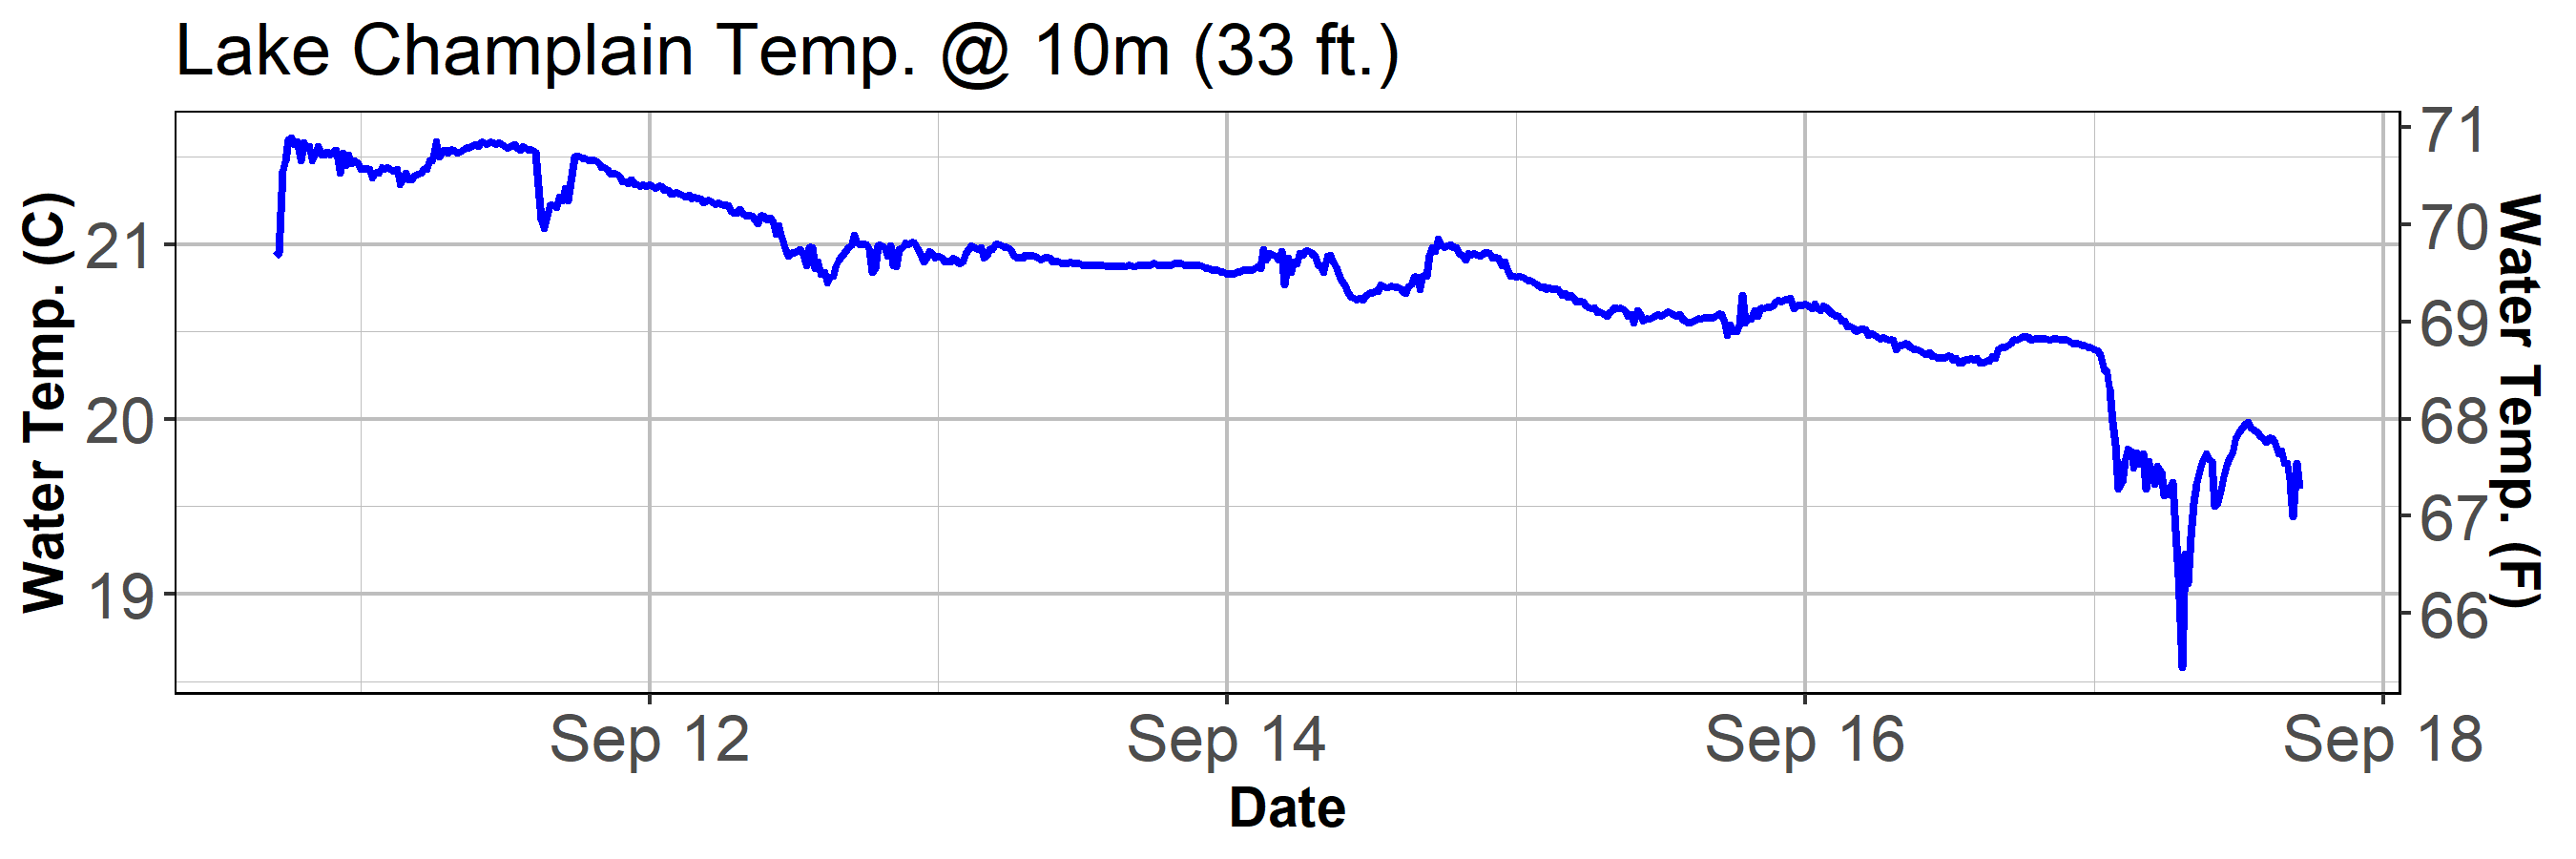 Lake Champlain Temp. @ 10m (33 ft.)
Water Temp. (C)
21
20
19
71
70
69
68
67
66
Water Temp. (F)
Sep 12 Sep 14 Sep 16 Sep 18
Date